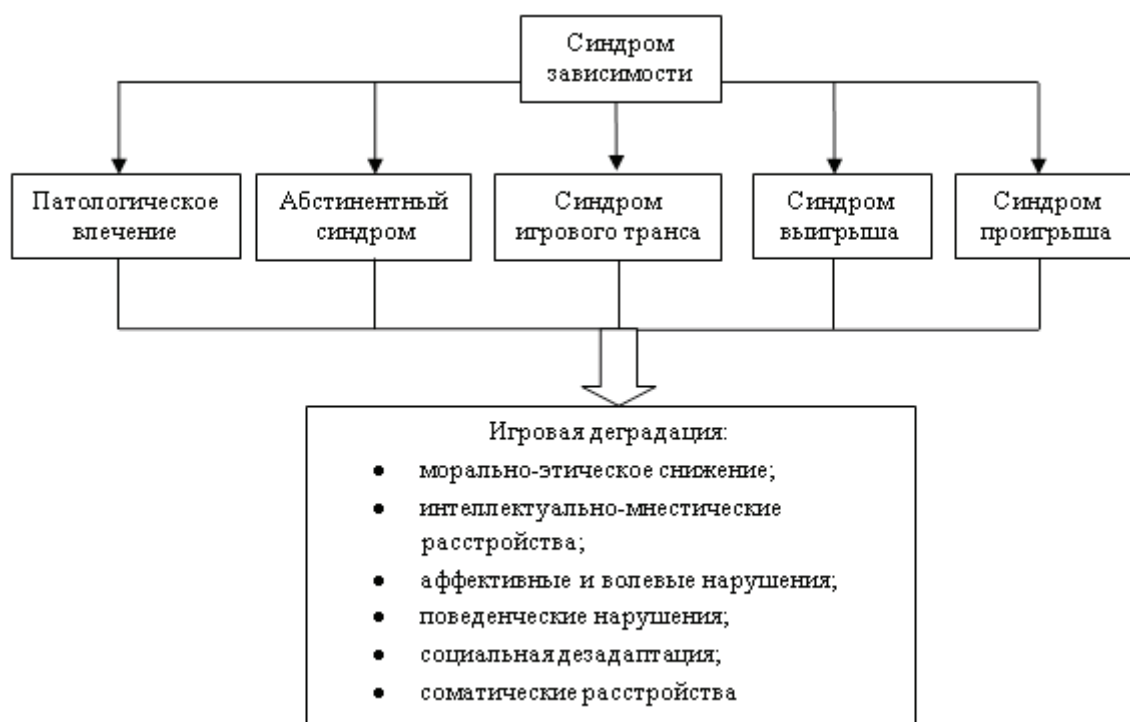 Синдром
зависимости
Патологическое
влечение
Абстинентный
синдром
Синдром
игрового транса
Синдром
выигрыша
Синдром
проигрыша
Игровая деградация:
● морально-этическое снижение;
● интеллектуально-мнестические
расстройства;
● аффективные и волевые нарушения;
● поведенческие нарушения;
● социальная дезадаптация;
● соматические расстройства